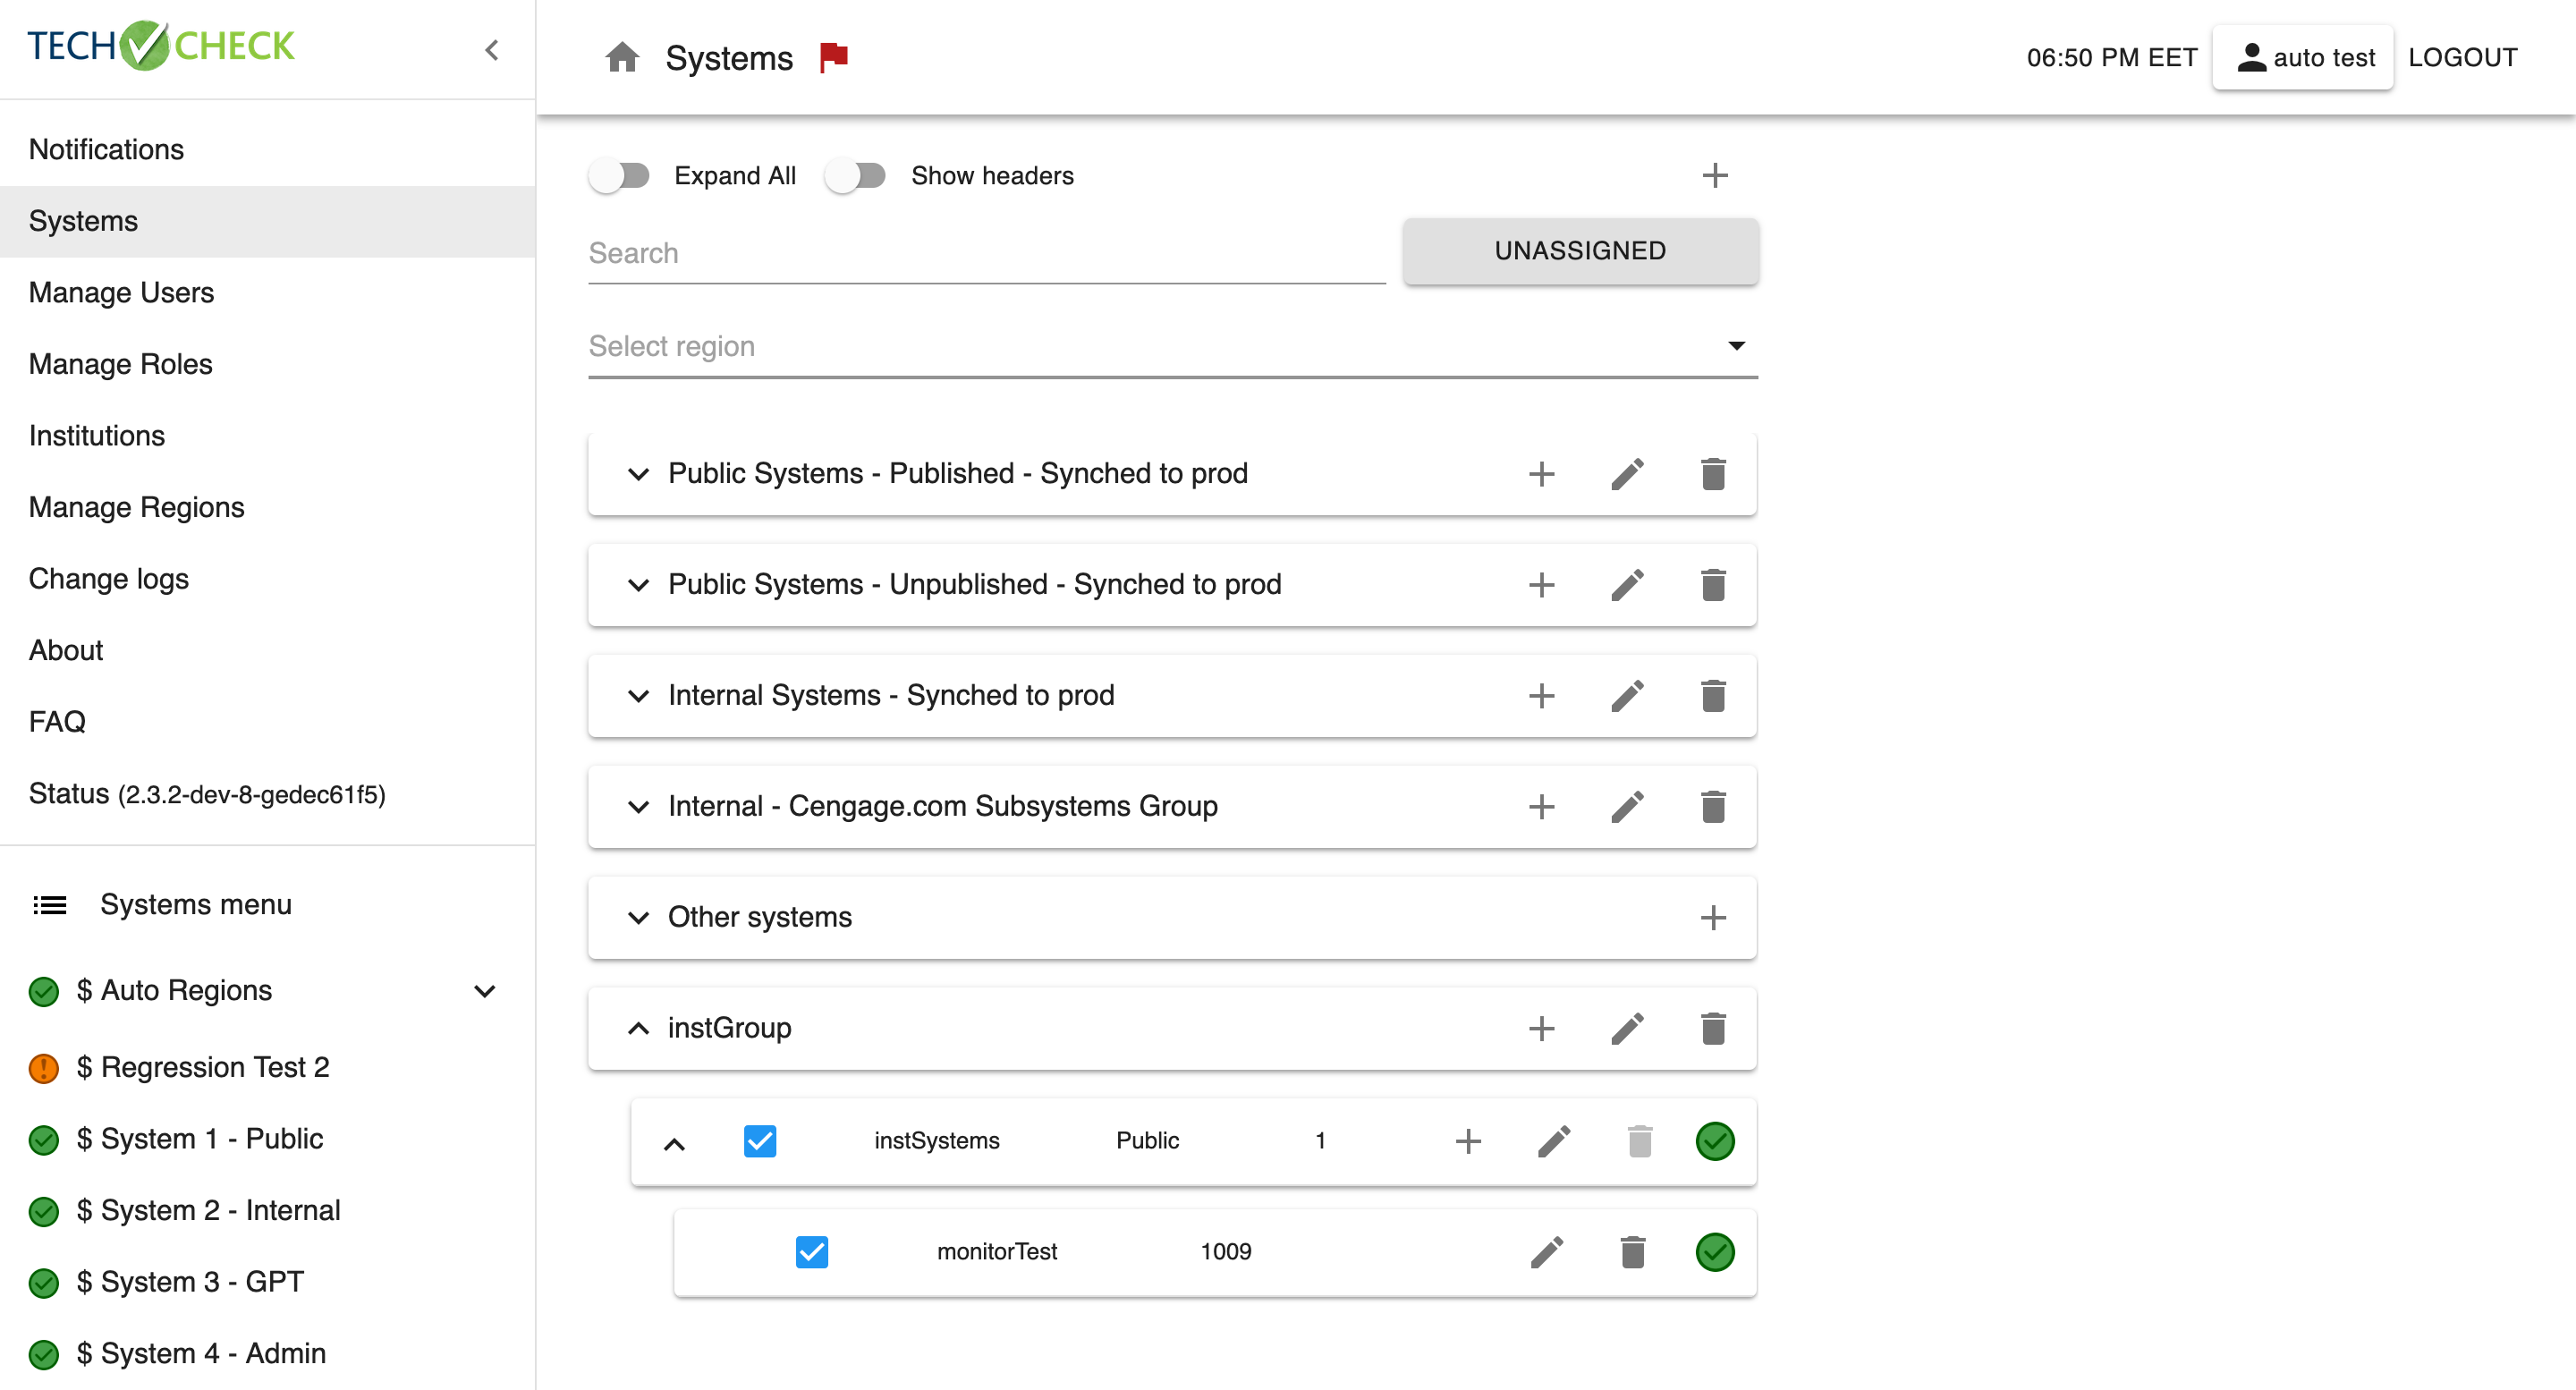 TECH CHECK
Notifications
Systems
Manage Users
Manage Roles
Institutions
Manage Regions
Change logs
About
FAQ
Status (2.3.2-dev-8-gedec61f5)
Systems menu
$ Auto Regions
$ Regression Test 2
$ System 1 - Public
$ System 2 - Internal
$ System 3 - GPT
$ System 4 - Admin
Systems
06:50 PM EET
auto test
LOGOUT
Expand All
Show headers
Search
UNASSIGNED
Select region
Public Systems - Published - Synched to prod
Public Systems - Unpublished - Synched to prod
Internal Systems - Synched to prod
Internal - Cengage.com Subsystems Group
Other systems
instGroup
instSystems Public 1
monitorTest 1009